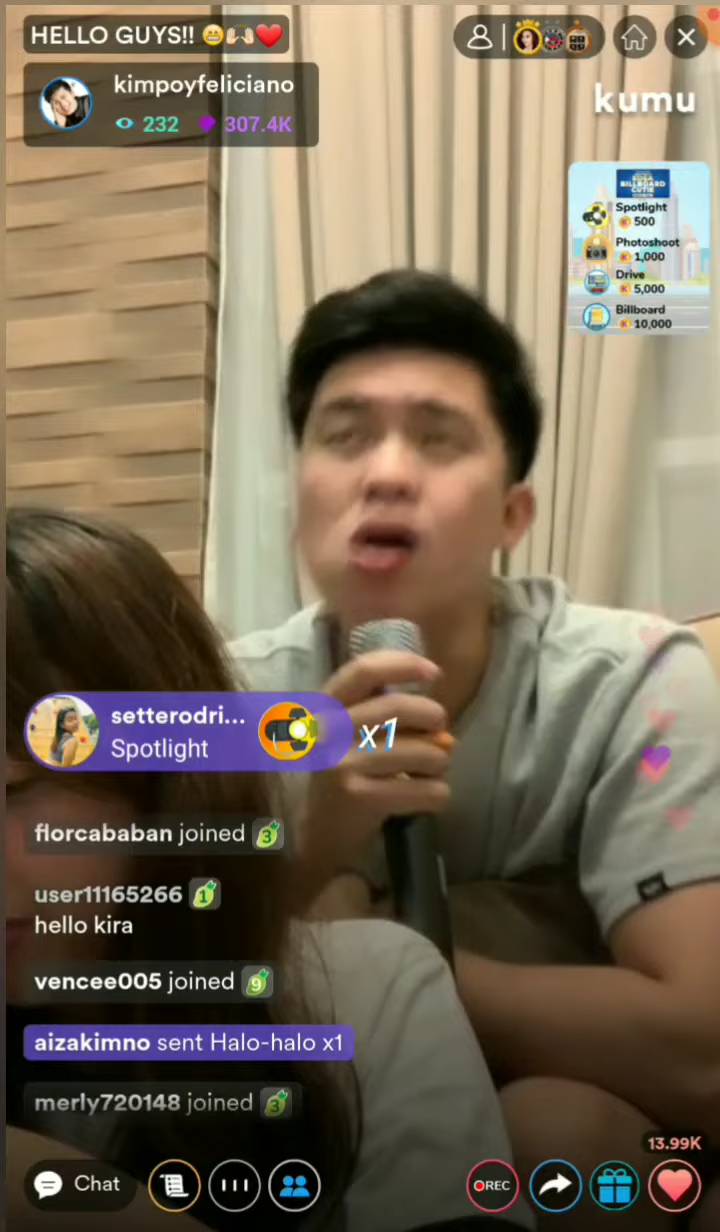 HELLO GUYS!! 😁🙌🏻❤️
kimpoyfeliciano
232 307.4K
kumu
BILLBOARD
CUTIE
Spotlight
500
Photoshoot
1,000
Drive
5,000
Billboard
10,000
setterodri...
Spotlight
x1
florcababan joined 3
user11165266 1
hello kira
vencee005 joined 9
aizakimno sent Halo-halo x1
merly720148 joined 3
13.99K
Chat
REC